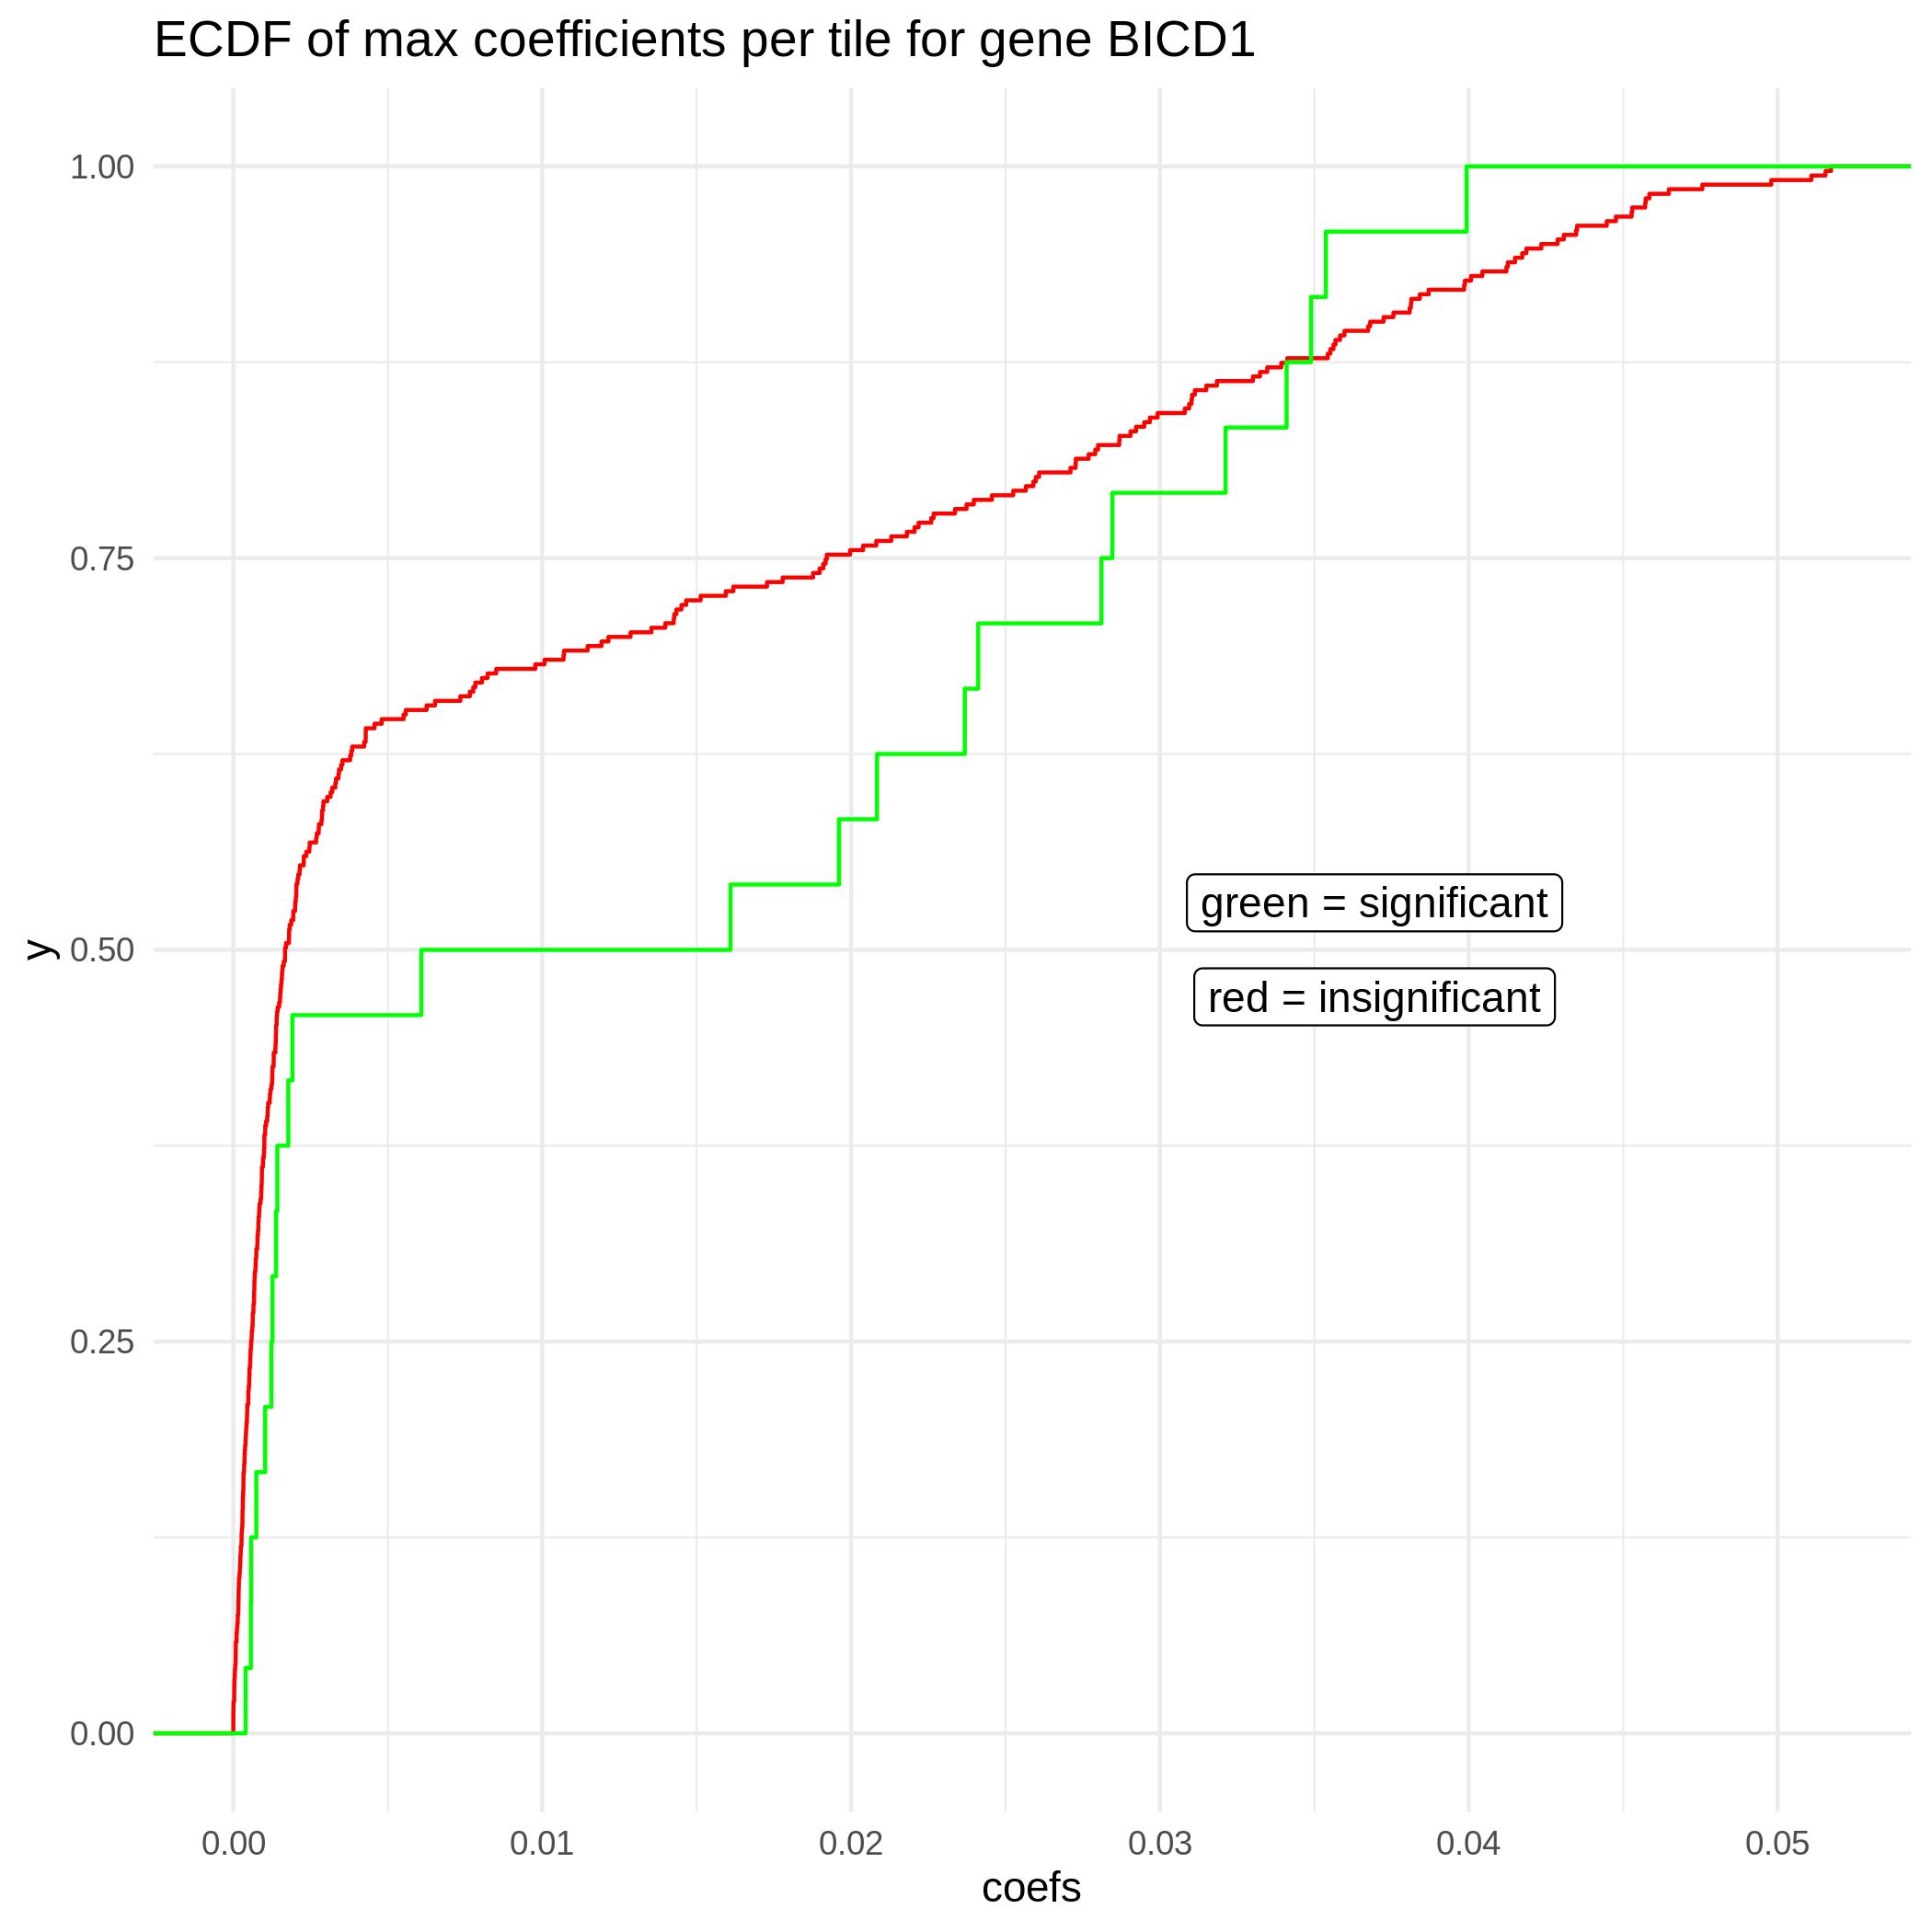 ECDF of max coefficients per tile for gene BICD1
1.00
0.75
0.50
0.25
0.00
y
green = significant
red = insignificant
0.00 0.01 0.02 0.03 0.04 0.05
coefs